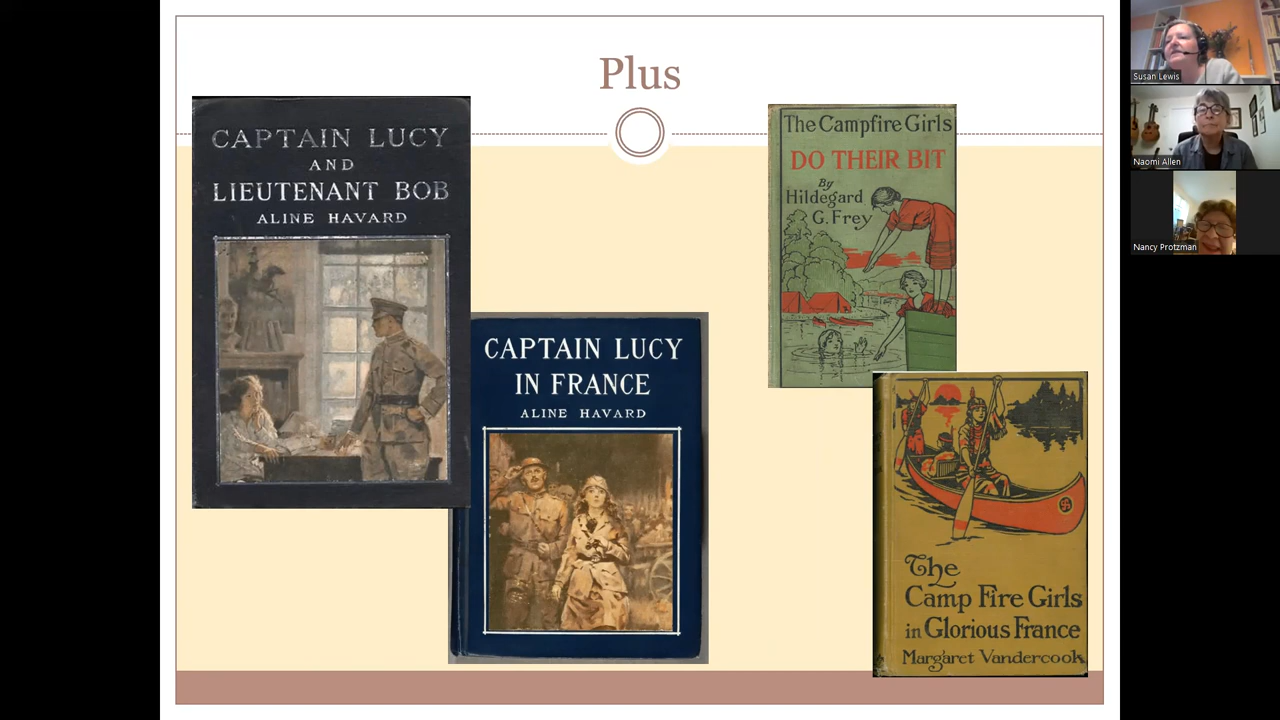 Plus
CAPTAIN LUCY
AND
LIEUTENANT BOB
ALINE HAVARD
CAPTAIN LUCY
IN FRANCE
ALINE HAVARD
The Campfire Girls
DO THEIR BIT
By
Hildegard
G. Frey
The
Camp Fire Girls
in Glorious France
Margaret Vandercook
Susan Lewis
Naomi Allen
Nancy Protzman